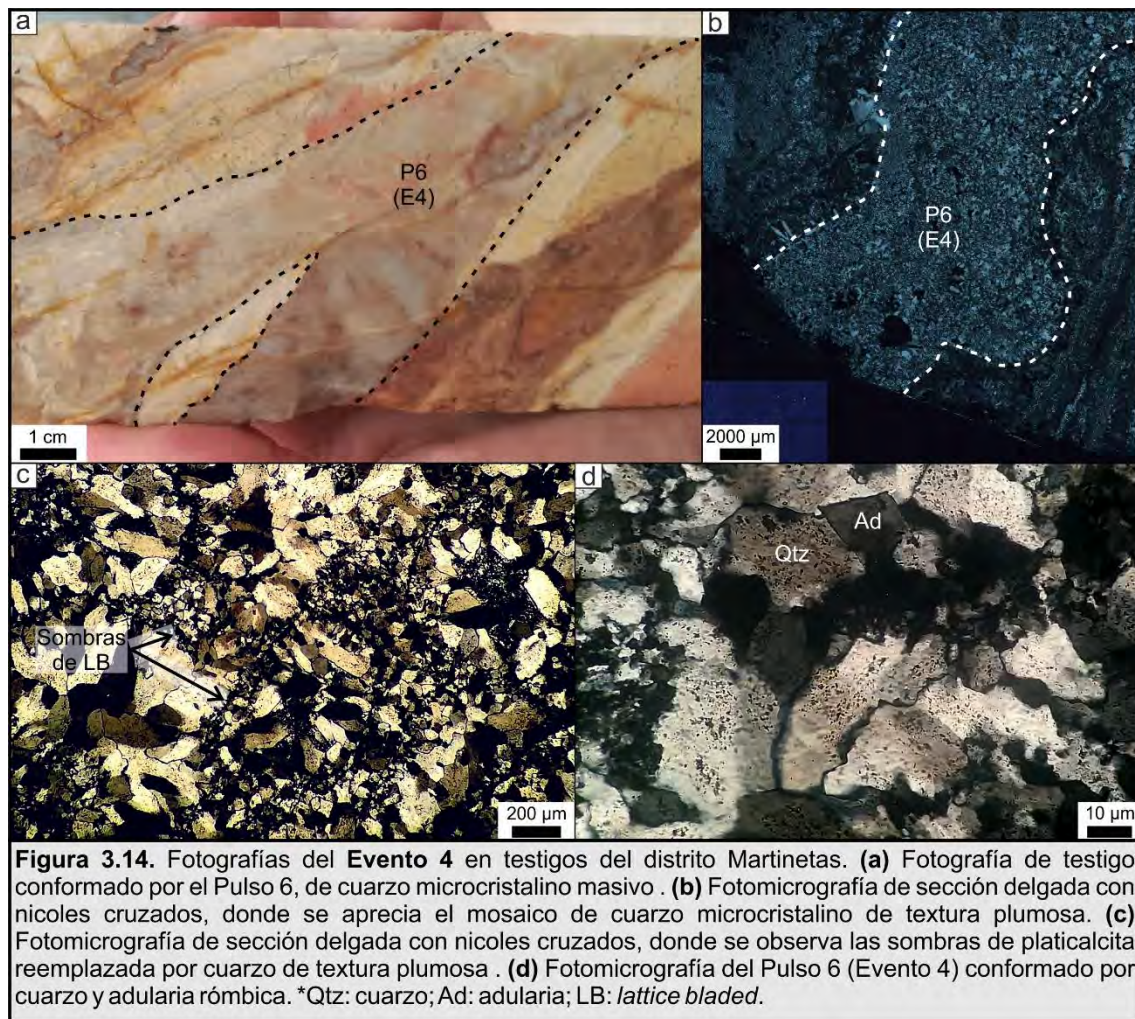 a
P6
(E4)
1 cm
b
P6
(E4)
2000 µm
c
Sombras
de LB
200 µm
d
Ad
Qtz
10 µm
Figura 3.14. Fotografías del Evento 4 en testigos del distrito Martinetas. (a) Fotografía de testigo
conformado por el Pulso 6, de cuarzo microcristalino masivo . (b) Fotomicrografía de sección delgada con
nicoles cruzados, donde se aprecia el mosaico de cuarzo microcristalino de textura plumosa. (c)
Fotomicrografía de sección delgada con nicoles cruzados, donde se observa las sombras de platicalcita
reemplazada por cuarzo de textura plumosa . (d) Fotomicrografía del Pulso 6 (Evento 4) conformado por
cuarzo y adularia rómbica. *Qtz: cuarzo; Ad: adularia; LB: lattice bladed.